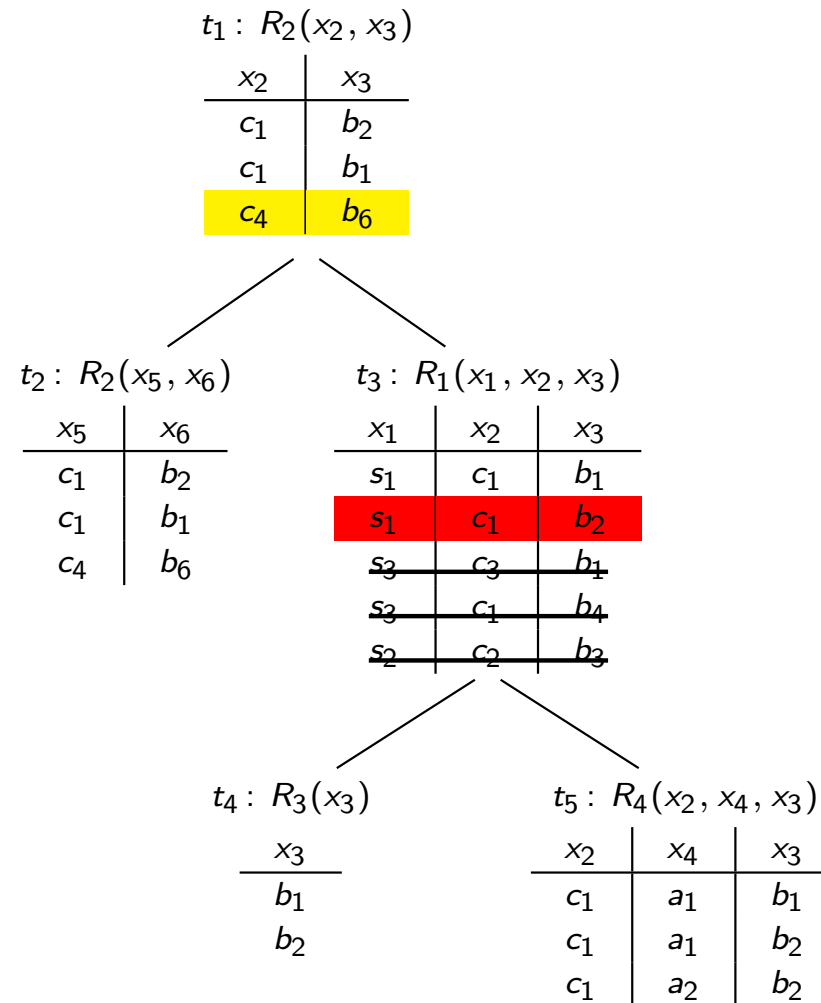 t₁ : R₂(x₂, x₃)
x₂ x₃
c₁ b₂
c₁ b₁
c₄ b₆
t₂ : R₂(x₅, x₆)
x₅ x₆
c₁ b₂
c₁ b₁
c₄ b₆
t₃ : R₁(x₁, x₂, x₃)
x₁ x₂ x₃
s₁ c₁ b₁
s₁ c₁ b₂
s₃ c₃ b₁
s₃ c₁ b₄
s₂ c₂ b₃
t₄ : R₃(x₃)
x₃
b₁
b₂
t₅ : R₄(x₂, x₄, x₃)
x₂ x₄ x₃
c₁ a₁ b₁
c₁ a₁ b₂
c₁ a₂ b₂